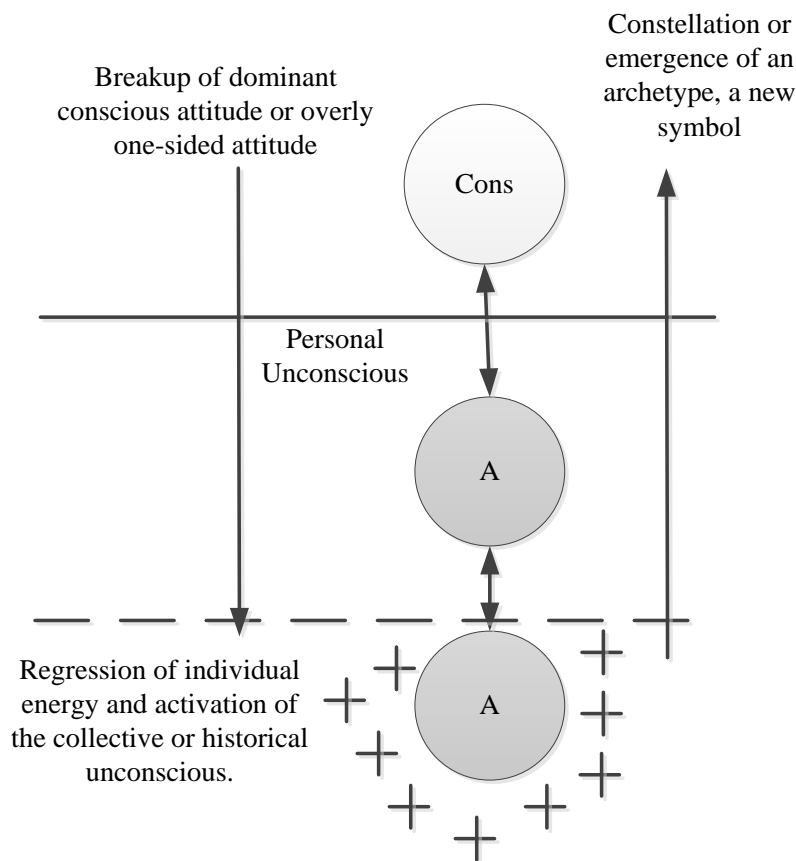 Breakup of dominant
conscious attitude or overly
one-sided attitude
Constellation or
emergence of an
archetype, a new
symbol
Cons
Personal
Unconscious
A
A
Regression of individual
energy and activation of
the collective or historical
unconscious.